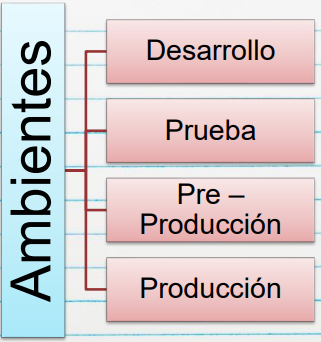 Ambientes
Desarrollo
Prueba
Pre –
Producción
Producción